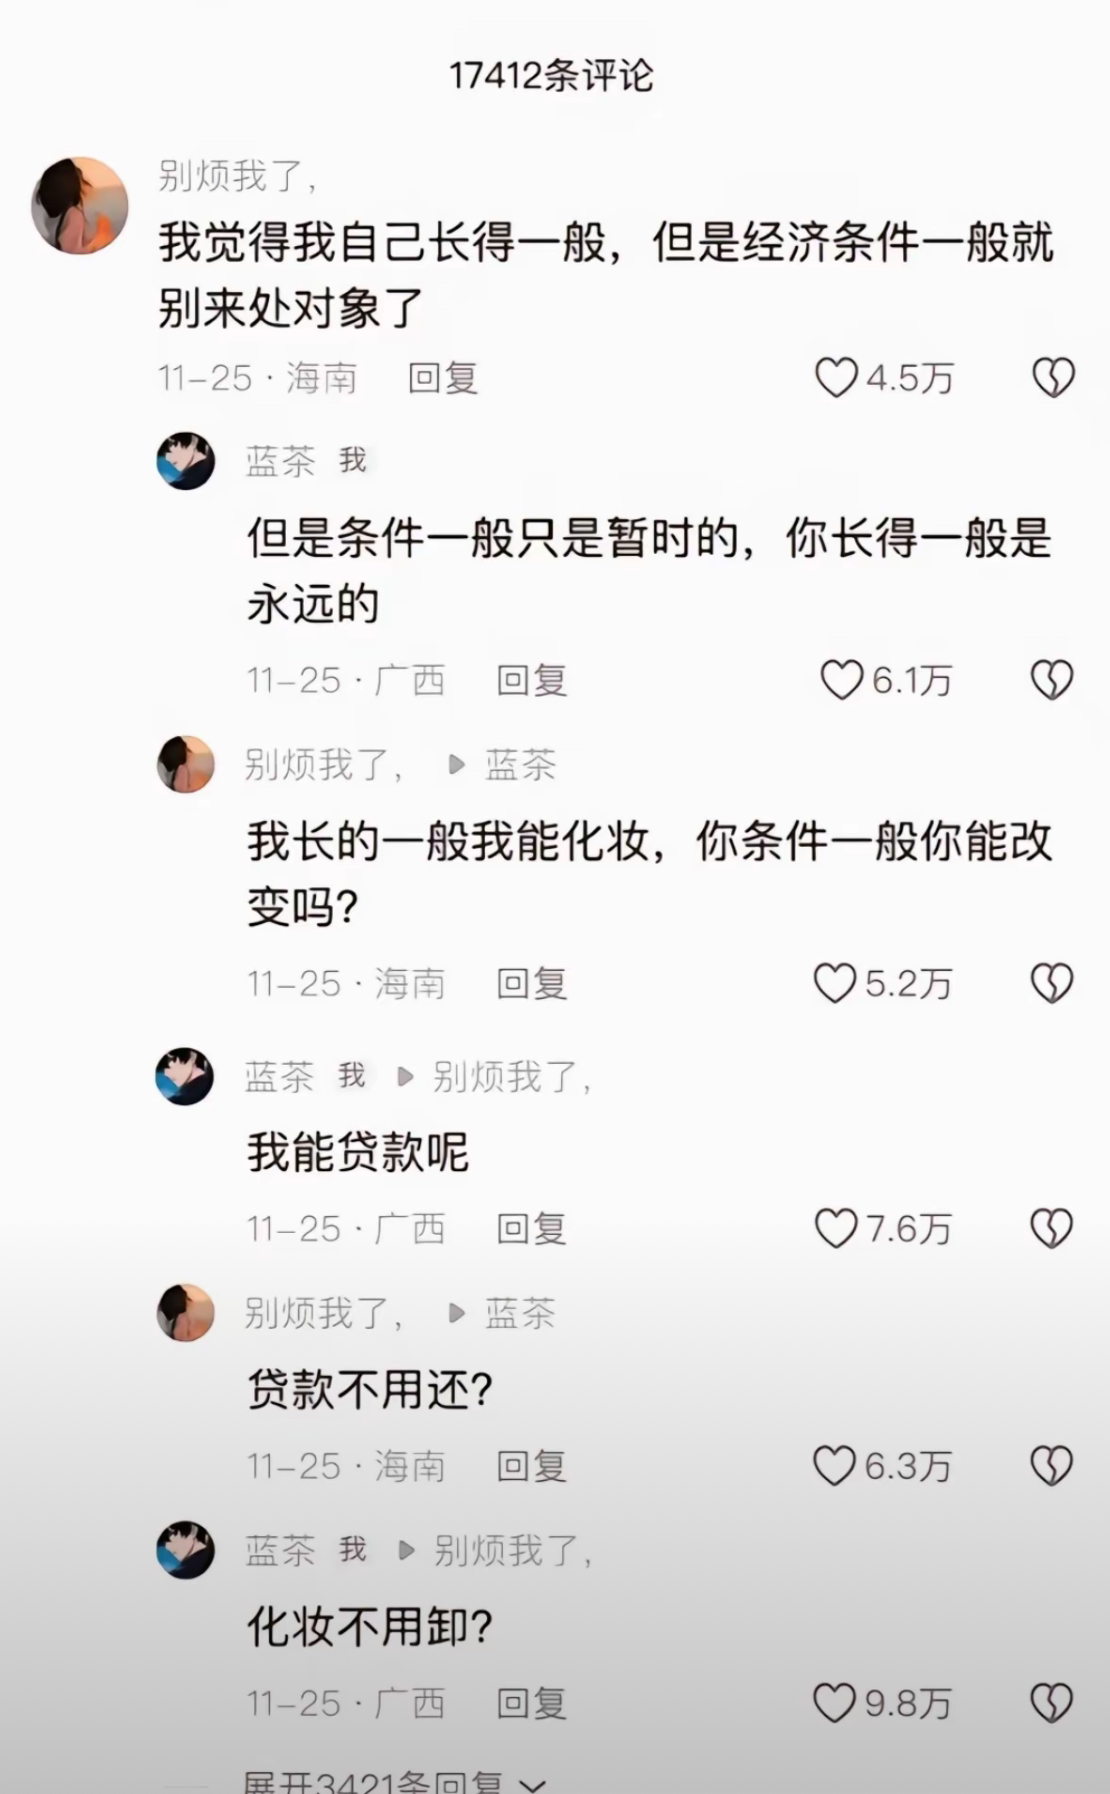 17412条评论
别烦我了，
我觉得我自己长得一般，但是经济条件一般就
别来处对象了
11-25 · 海南 回复 4.5万
蓝茶 我
但是条件一般只是暂时的，你长得一般是
永远的
11-25 · 广西 回复 6.1万
别烦我了， ▶ 蓝茶
我长的一般我能化妆，你条件一般你能改
变吗？
11-25 · 海南 回复 5.2万
蓝茶 我 ▶ 别烦我了，
我能贷款呢
11-25 · 广西 回复 7.6万
别烦我了， ▶ 蓝茶
贷款不用还？
11-25 · 海南 回复 6.3万
蓝茶 我 ▶ 别烦我了，
化妆不用卸？
11-25 · 广西 回复 9.8万
展开3421条回复